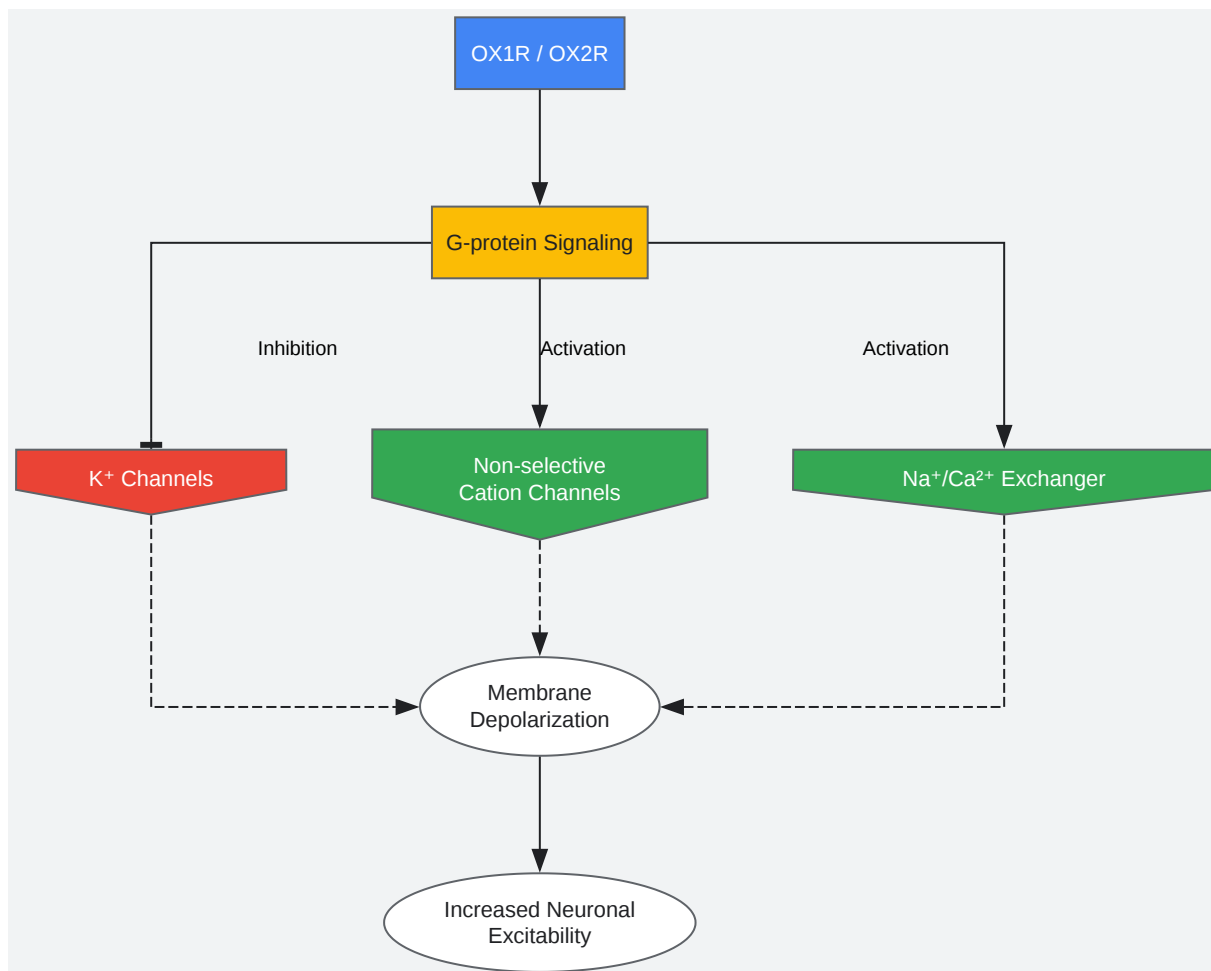 OX1R / OX2R
G-protein Signaling
Inhibition
Activation
Activation
K⁺ Channels
Non-selective
Cation Channels
Na⁺/Ca²⁺ Exchanger
Membrane
Depolarization
Increased Neuronal
Excitability